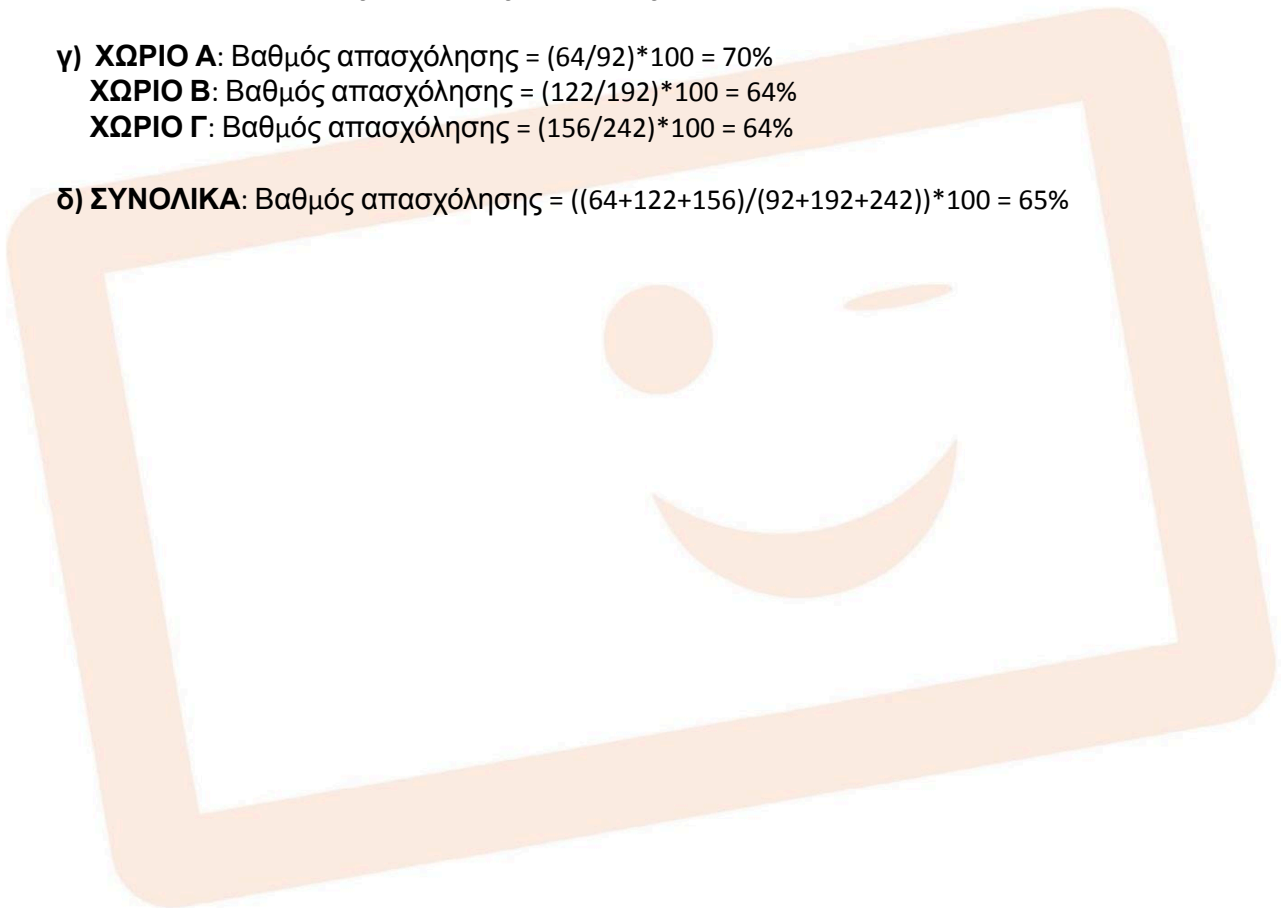 γ) ΧΩΡΙΟ Α: Βαθμός απασχόλησης = (64/92)*100 = 70%
ΧΩΡΙΟ Β: Βαθμός απασχόλησης = (122/192)*100 = 64%
ΧΩΡΙΟ Γ: Βαθμός απασχόλησης = (156/242)*100 = 64%
δ) ΣΥΝΟΛΙΚΑ: Βαθμός απασχόλησης = ((64+122+156)/(92+192+242))*100 = 65%